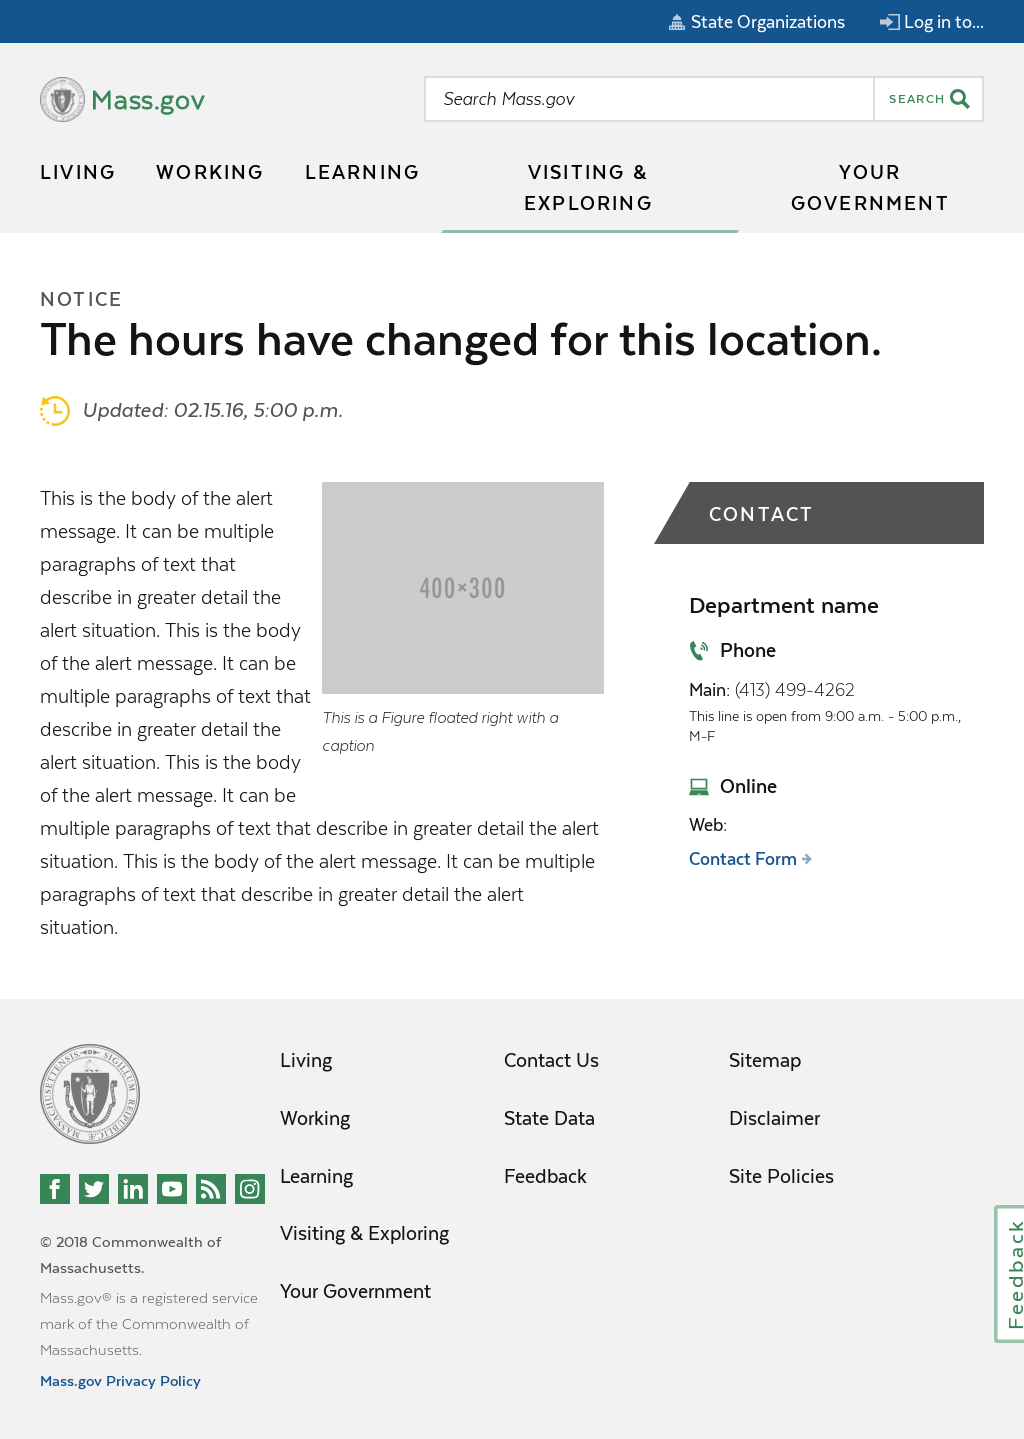 State Organizations
Log in to...
Mass.gov
Search Mass.gov
SEARCH
LIVING
WORKING
LEARNING
VISITING &
EXPLORING
YOUR
GOVERNMENT
NOTICE
The hours have changed for this location.
Updated: 02.15.16, 5:00 p.m.
This is the body of the alert
message. It can be multiple
paragraphs of text that
describe in greater detail the
alert situation. This is the body
of the alert message. It can be
multiple paragraphs of text that
describe in greater detail the
alert situation. This is the body
of the alert message. It can be
multiple paragraphs of text that describe in greater detail the alert
situation. This is the body of the alert message. It can be multiple
paragraphs of text that describe in greater detail the alert
situation.
400×300
This is a Figure floated right with a
caption
CONTACT
Department name
Phone
Main: (413) 499-4262
This line is open from 9:00 a.m. - 5:00 p.m.,
M-F
Online
Web:
Contact Form
Living
Working
Learning
Visiting & Exploring
Your Government
Contact Us
State Data
Feedback
Sitemap
Disclaimer
Site Policies
© 2018 Commonwealth of
Massachusetts.
Mass.gov® is a registered service
mark of the Commonwealth of
Massachusetts.
Mass.gov Privacy Policy
Feedback